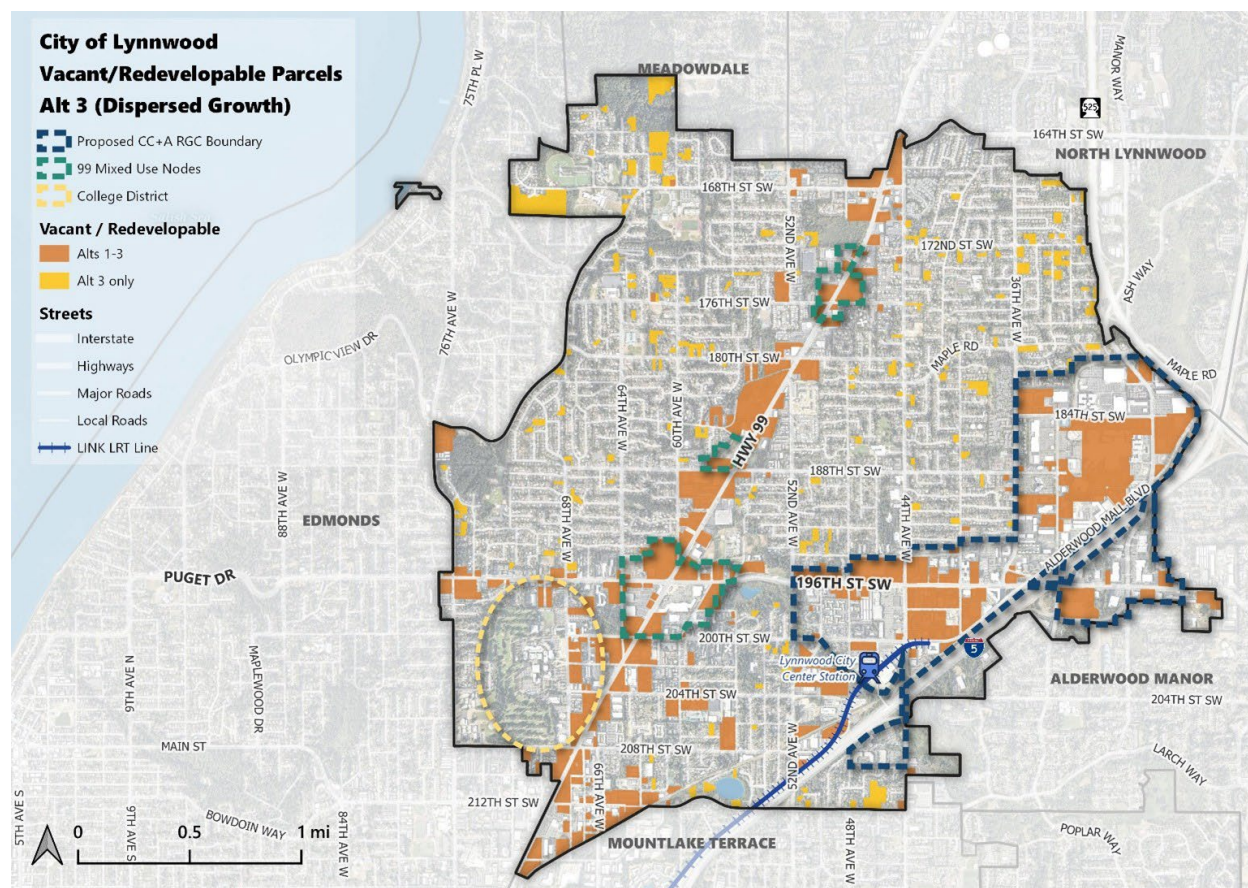 City of Lynnwood
Vacant/Redevelopable Parcels
Alt 3 (Dispersed Growth)
Proposed CC+A RGC Boundary
99 Mixed Use Nodes
College District
Vacant / Redevelopable
Alts 1-3
Alt 3 only
Streets
Interstate
Highways
Major Roads
Local Roads
LINK LRT Line
MEADOWDALE
75TH PL W
MANOR WAY
525
164TH ST SW
NORTH LYNNWOOD
168TH ST SW
52ND AVE W
172ND ST SW
36TH AVE W
ASH WAY
176TH ST SW
76TH AVE W
OLYMPIC VIEW DR
180TH ST SW
MAPLE RD
MAPLE RD
64TH AVE W
60TH AVE W
HWY 99
184TH ST SW
188TH ST SW
88TH AVE W
EDMONDS
68TH AVE W
52ND AVE W
44TH AVE W
ALDERWOOD MALL BLVD
PUGET DR
196TH ST SW
200TH ST SW
Lynnwood City
Center Station
5
9TH AVE N
MAPLEWOOD DR
204TH ST SW
ALDERWOOD MANOR
204TH ST SW
MAIN ST
208TH ST SW
52ND AVE W
LARCH WAY
212TH ST SW
66TH AVE W
5TH AVE S
9TH AVE S
BOWDOIN WAY
84TH AVE W
MOUNTLAKE TERRACE
48TH AVE W
POPLAR WAY
0 0.5 1 mi